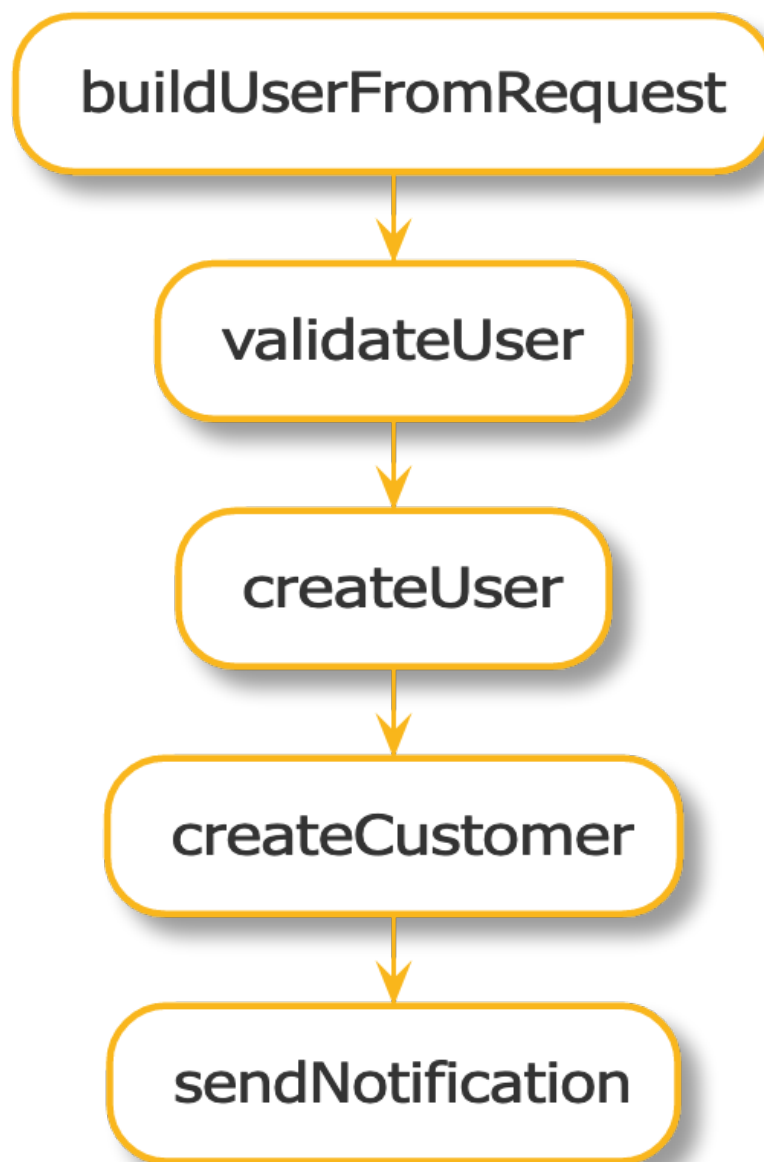 buildUserFromRequest
validateUser
createUser
createCustomer
sendNotification